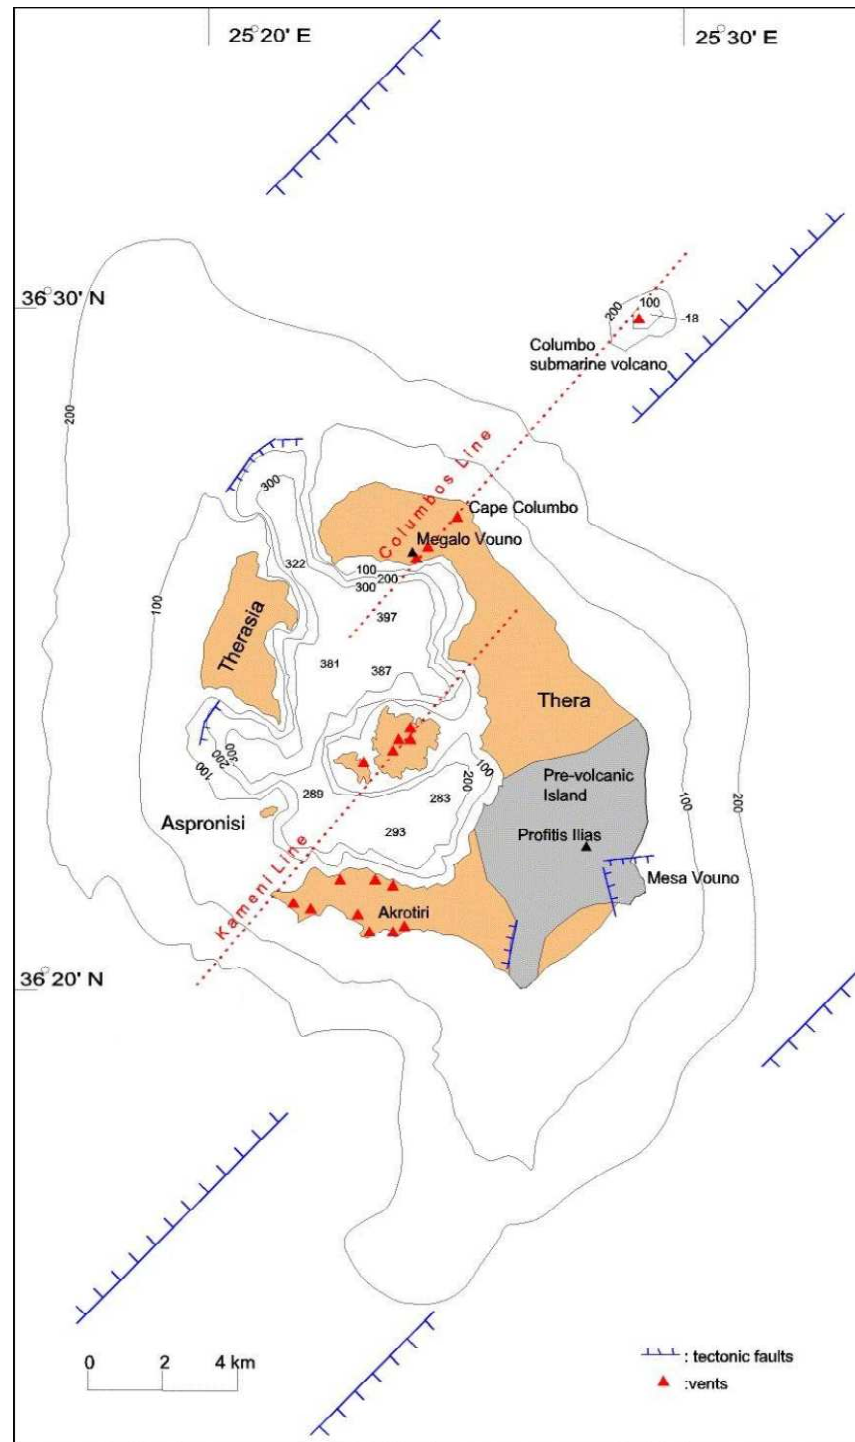 25° 20' E
25° 30' E
36° 30' N
200
100
-18
Columbo
submarine volcano
200
Columbos Line
300
Cape Columbo
Megalo Vouno
322
100
200
300
397
100
Therasia
381
387
Thera
100
200
300
200
100
Pre-volcanic
Island
289
283
100
200
Aspronisi
293
Profitis Ilias
Mesa Vouno
Kameni Line
Akrotiri
36° 20' N
0 2 4 km
: tectonic faults
:vents